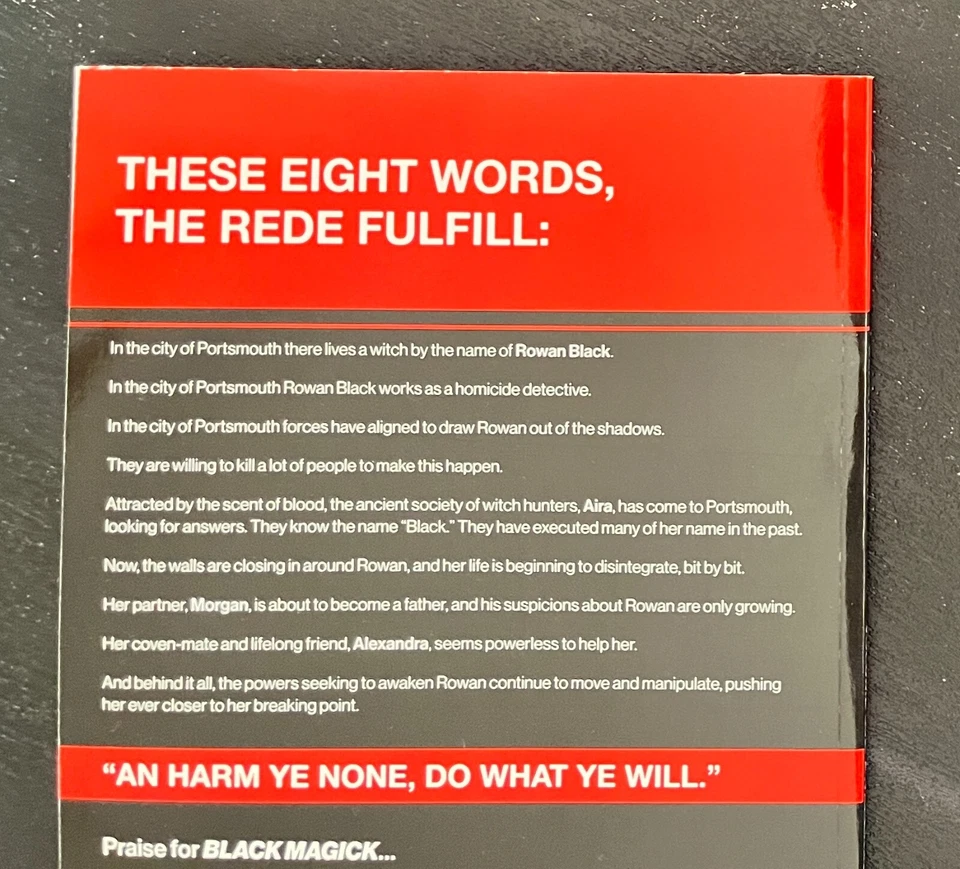 THESE EIGHT WORDS,
THE REDE FULFILL:
In the city of Portsmouth there lives a witch by the name of Rowan Black.
In the city of Portsmouth Rowan Black works as a homicide detective.
In the city of Portsmouth forces have aligned to draw Rowan out of the shadows.
They are willing to kill a lot of people to make this happen.
Attracted by the scent of blood, the ancient society of witch hunters, Aira, has come to Portsmouth,
looking for answers. They know the name "Black." They have executed many of her name in the past.
Now, the walls are closing in around Rowan, and her life is beginning to disintegrate, bit by bit.
Her partner, Morgan, is about to become a father, and his suspicions about Rowan are only growing.
Her coven-mate and lifelong friend, Alexandra, seems powerless to help her.
And behind it all, the powers seeking to awaken Rowan continue to move and manipulate, pushing
her ever closer to her breaking point.
“AN HARM YE NONE, DO WHAT YE WILL.”
Praise for BLACK MAGICK...